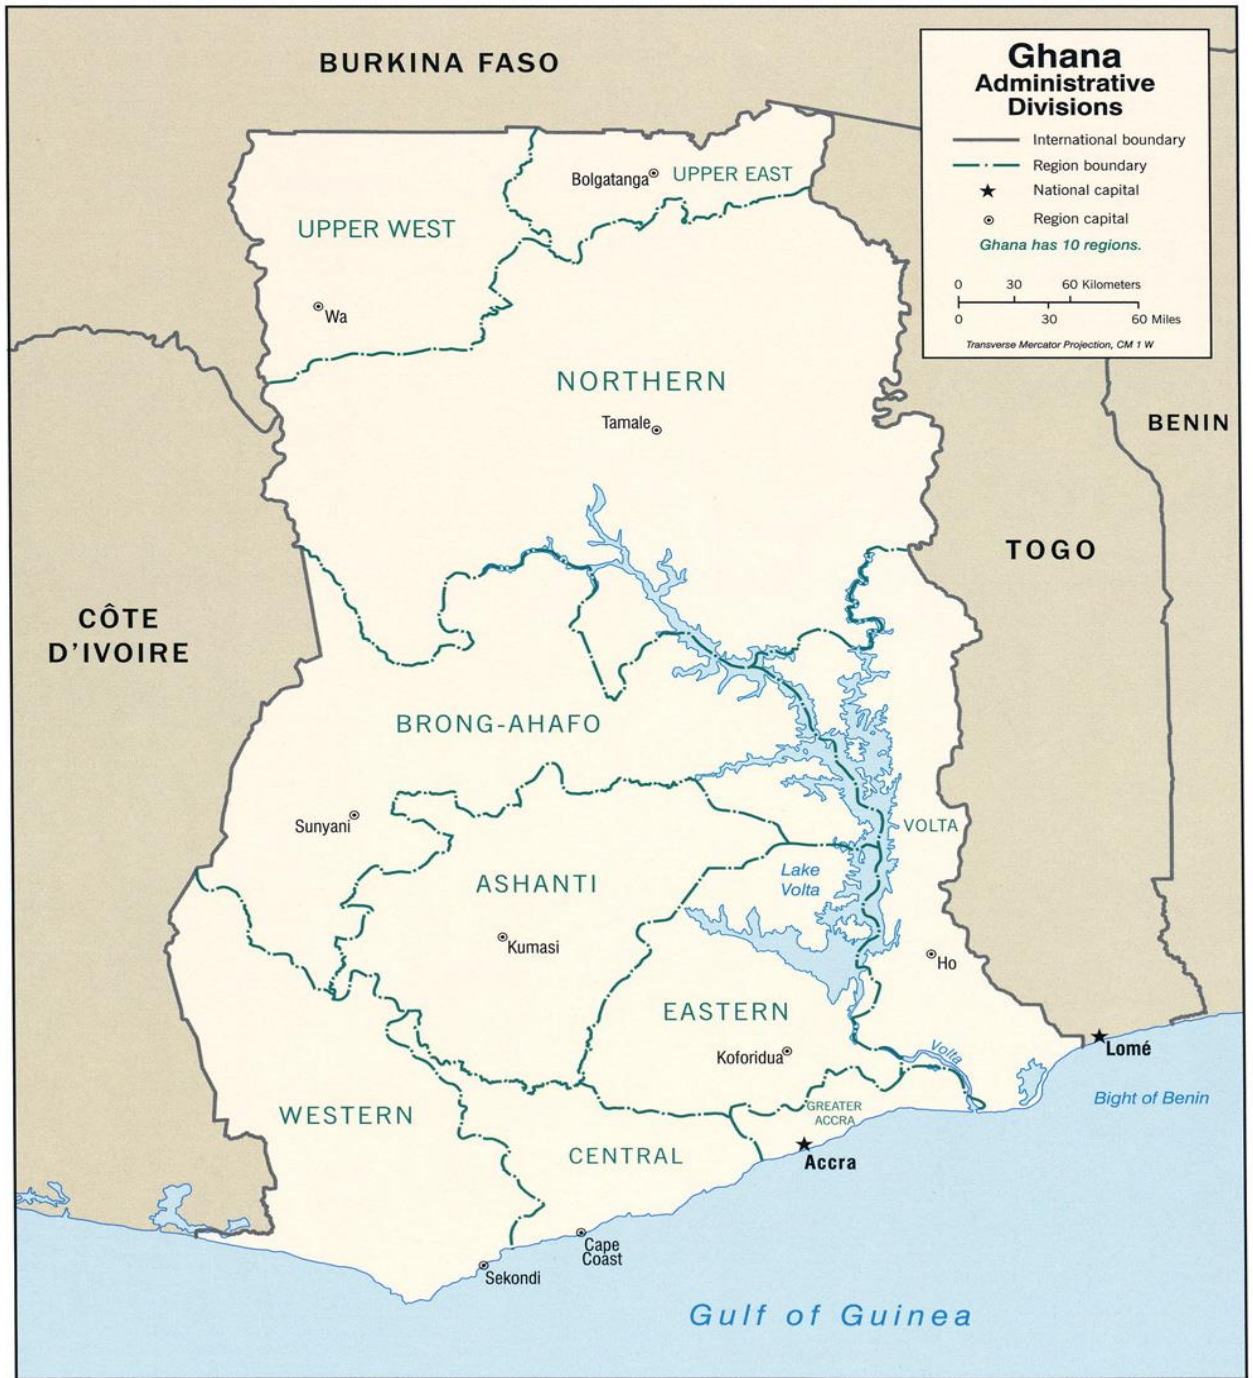 BURKINA FASO
Ghana
Administrative
Divisions
International boundary
Region boundary
National capital
Region capital
Ghana has 10 regions.
0 30 60 Kilometers
0 30 60 Miles
Transverse Mercator Projection, CM 1 W
Bolgatanga
UPPER EAST
UPPER WEST
Wa
NORTHERN
Tamale
BENIN
TOGO
CÔTE
D'IVOIRE
BRONG-AHAFO
Sunyani
VOLTA
ASHANTI
Lake
Volta
Kumasi
Ho
EASTERN
Koforidua
Volta
Lomé
Bight of Benin
GREATER
ACCRA
WESTERN
CENTRAL
Accra
Cape
Coast
Sekondi
Gulf of Guinea